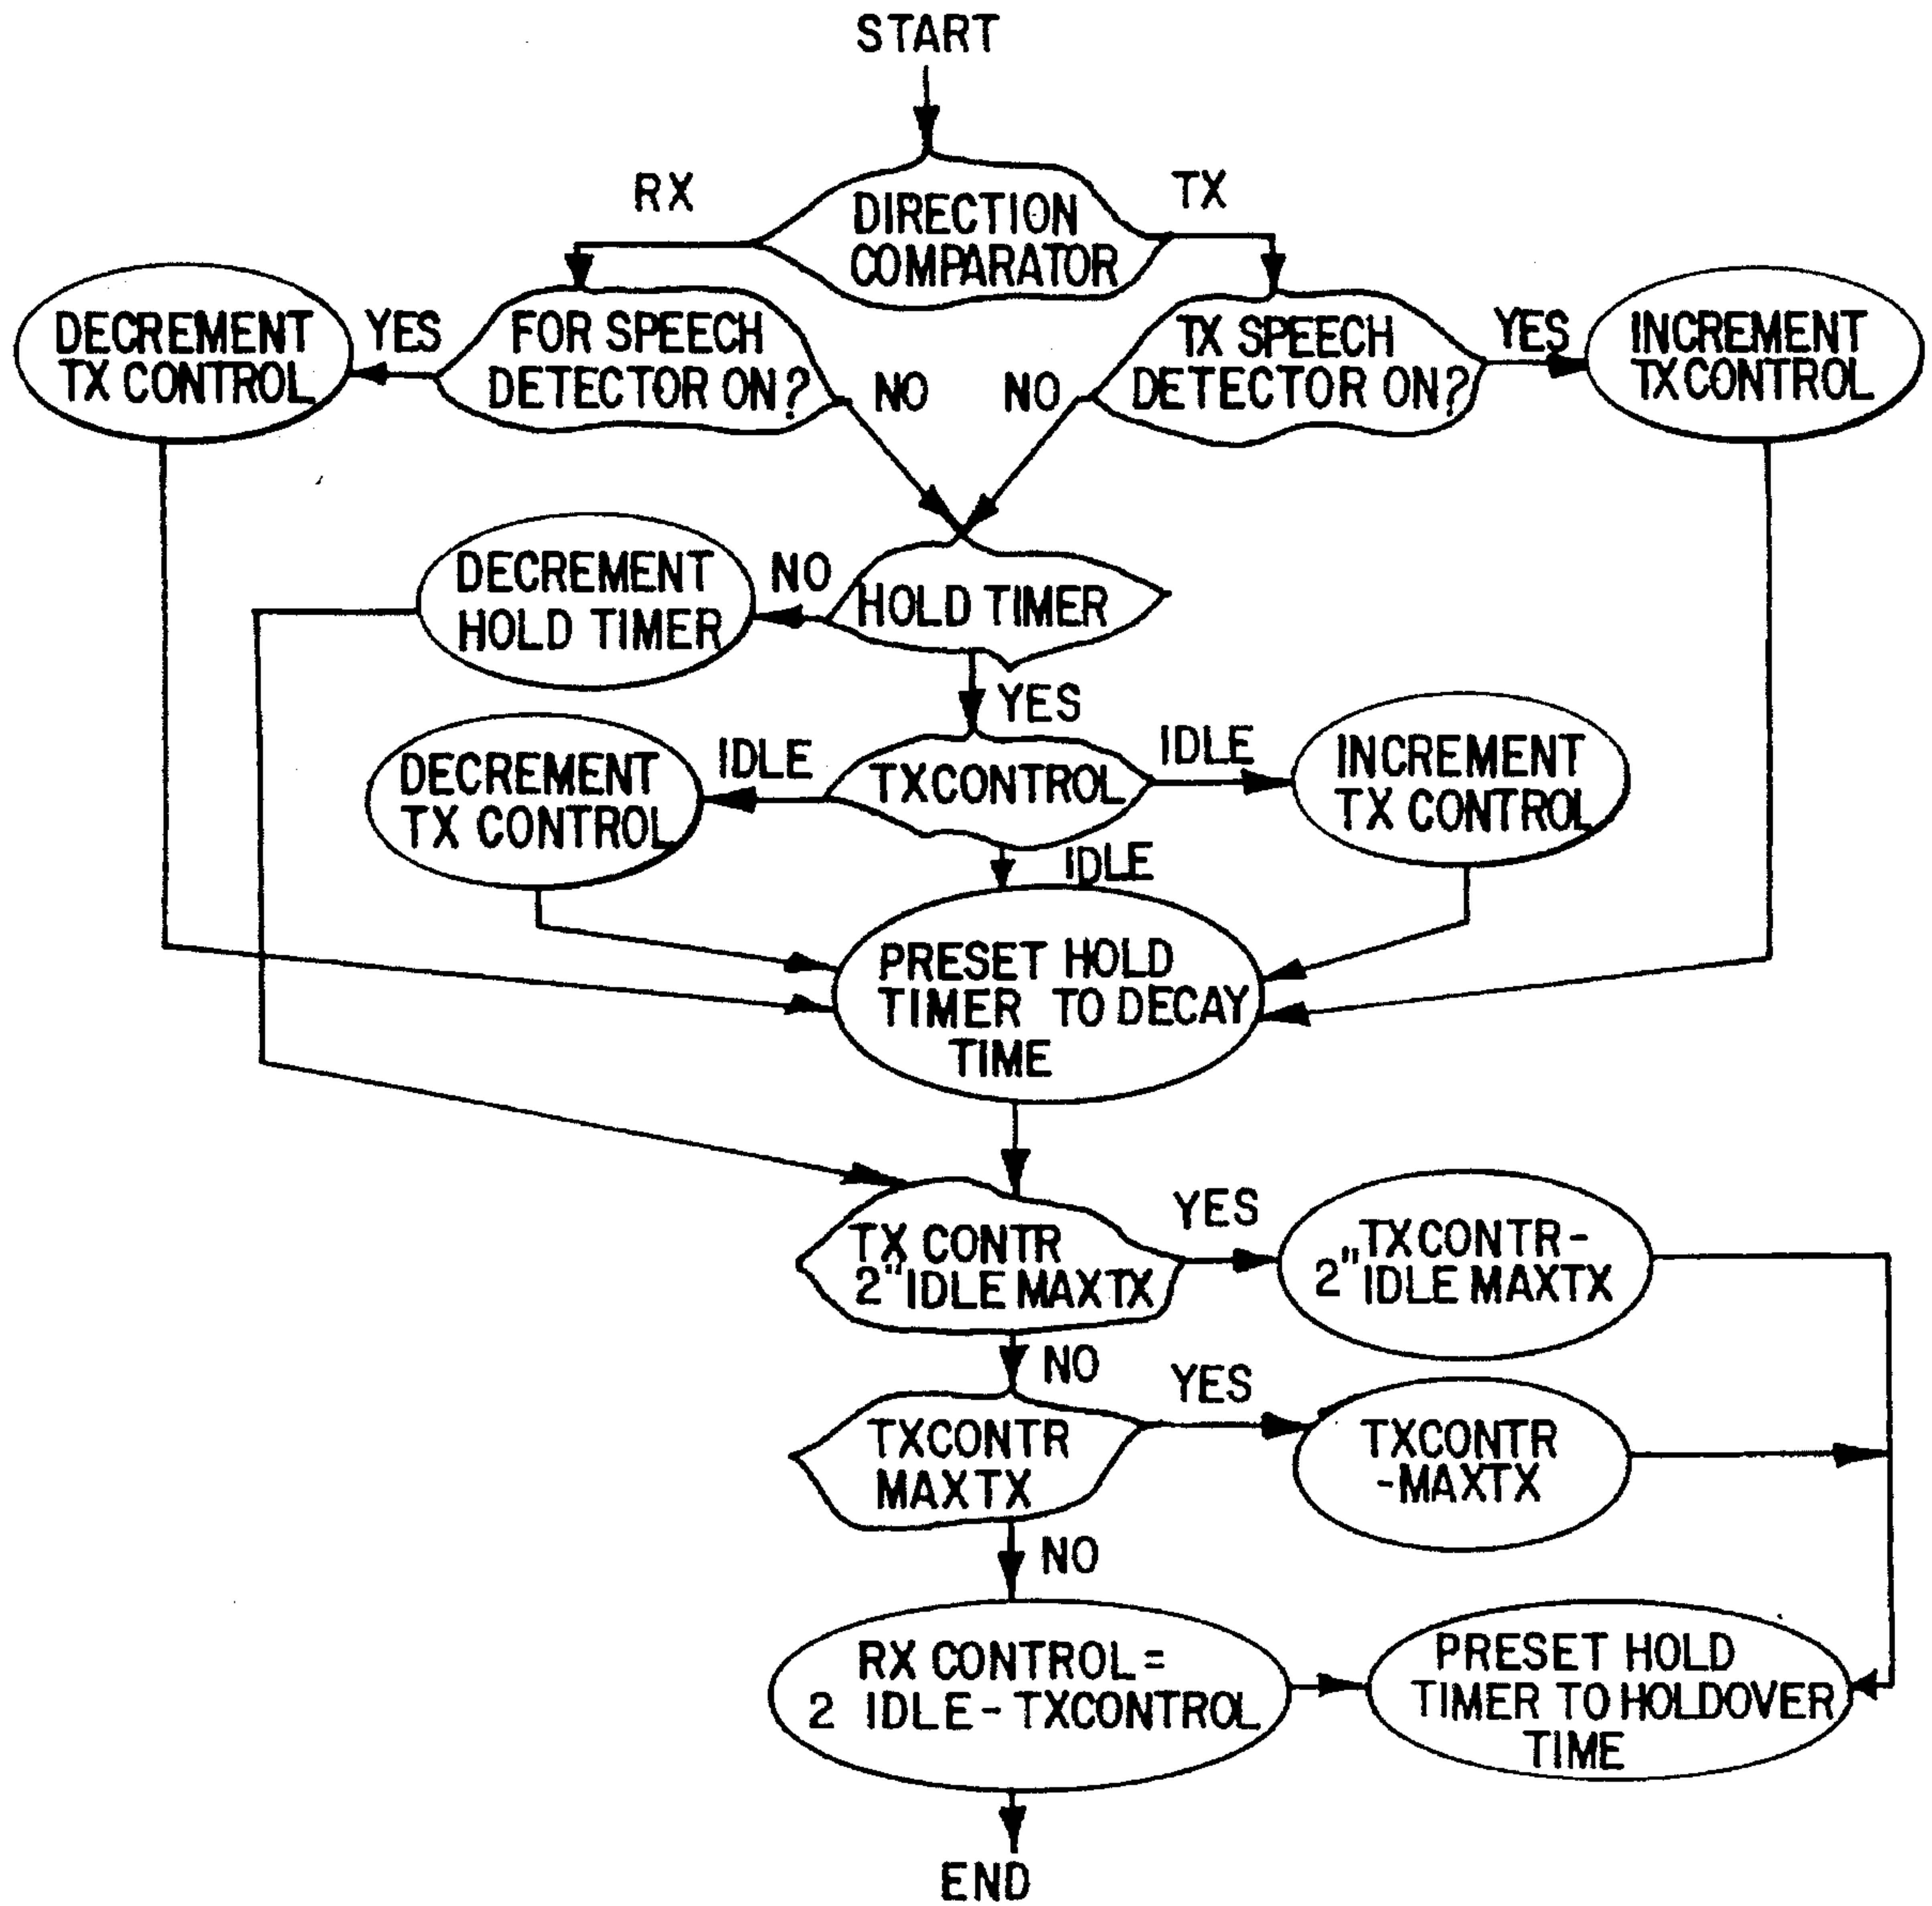 START
RX
TX
DIRECTION
COMPARATOR
DECREMENT
TX CONTROL
YES
FOR SPEECH
DETECTOR ON?
NO
NO
TX SPEECH
DETECTOR ON?
YES
INCREMENT
TXCONTROL
DECREMENT
HOLD TIMER
NO
HOLD TIMER
YES
DECREMENT
TX CONTROL
IDLE
TXCONTROL
IDLE
INCREMENT
TX CONTROL
IDLE
PRESET HOLD
TIMER TO DECAY
TIME
TX CONTR
2" IDLE MAXTX
YES
TXCONTR-
2" IDLE MAXTX
NO
TXCONTR
MAXTX
YES
TXCONTR
-MAXTX
NO
RX CONTROL=
2 IDLE-TXCONTROL
PRESET HOLD
TIMER TO HOLDOVER
TIME
END